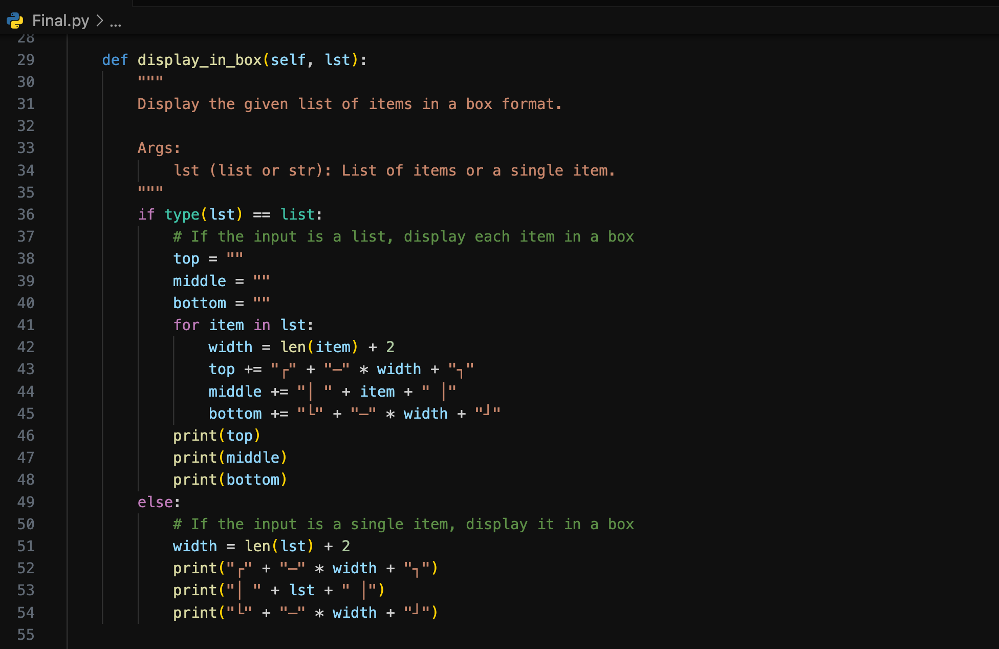 Final.py > ...
28
29 def display_in_box(self, lst):
30 """
31 Display the given list of items in a box format.
32
33 Args:
34 lst (list or str): List of items or a single item.
35 """
36 if type(lst) == list:
37 # If the input is a list, display each item in a box
38 top = ""
39 middle = ""
40 bottom = ""
41 for item in lst:
42 width = len(item) + 2
43 top += "┌" + "─" * width + "┐"
44 middle += "│ " + item + " │"
45 bottom += "└" + "─" * width + "┘"
46 print(top)
47 print(middle)
48 print(bottom)
49 else:
50 # If the input is a single item, display it in a box
51 width = len(lst) + 2
52 print("┌" + "─" * width + "┐")
53 print("│ " + lst + " │")
54 print("└" + "─" * width + "┘")
55